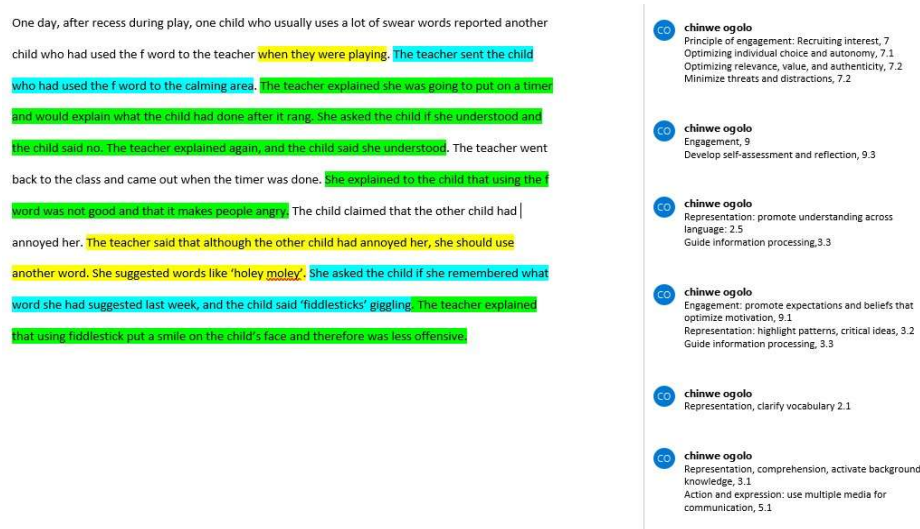 One day, after recess during play, one child who usually uses a lot of swear words reported another
child who had used the f word to the teacher when they were playing. The teacher sent the child
who had used the f word to the calming area. The teacher explained she was going to put on a timer
and would explain what the child had done after it rang. She asked the child if she understood and
the child said no. The teacher explained again, and the child said she understood. The teacher went
back to the class and came out when the timer was done. She explained to the child that using the f
word was not good and that it makes people angry. The child claimed that the other child had
annoyed her. The teacher said that although the other child had annoyed her, she should use
another word. She suggested words like ‘holey moley’. She asked the child if she remembered what
word she had suggested last week, and the child said ‘fiddlesticks’ giggling. The teacher explained
that using fiddlestick put a smile on the child’s face and therefore was less offensive.
CO chinwe ogolo
Principle of engagement: Recruiting interest, 7
Optimizing individual choice and autonomy, 7.1
Optimizing relevance, value, and authenticity, 7.2
Minimize threats and distractions, 7.2
CO chinwe ogolo
Engagement, 9
Develop self-assessment and reflection, 9.3
CO chinwe ogolo
Representation: promote understanding across
language: 2.5
Guide information processing,3.3
CO chinwe ogolo
Engagement: promote expectations and beliefs that
optimize motivation, 9.1
Representation: highlight patterns, critical ideas, 3.2
Guide information processing, 3.3
CO chinwe ogolo
Representation, clarify vocabulary 2.1
CO chinwe ogolo
Representation, comprehension, activate background
knowledge, 3.1
Action and expression: use multiple media for
communication, 5.1